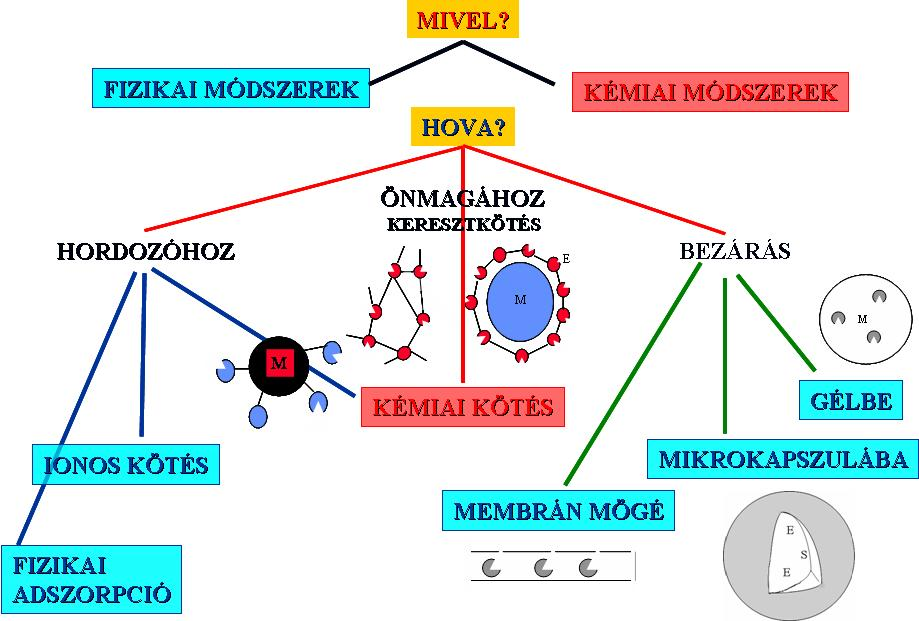 MIVEL?
FIZIKAI MÓDSZEREK
KÉMIAI MÓDSZEREK
HOVA?
ÖNMAGÁHOZ
KERESZTKÖTÉS
HORDOZÓHOZ
BEZÁRÁS
E
M
M
M
KÉMIAI KÖTÉS
GÉLBE
IONOS KÖTÉS
MIKROKAPSZULÁBA
MEMBRÁN MÖGÉ
E
S
E
FIZIKAI
ADSZORPCIÓ